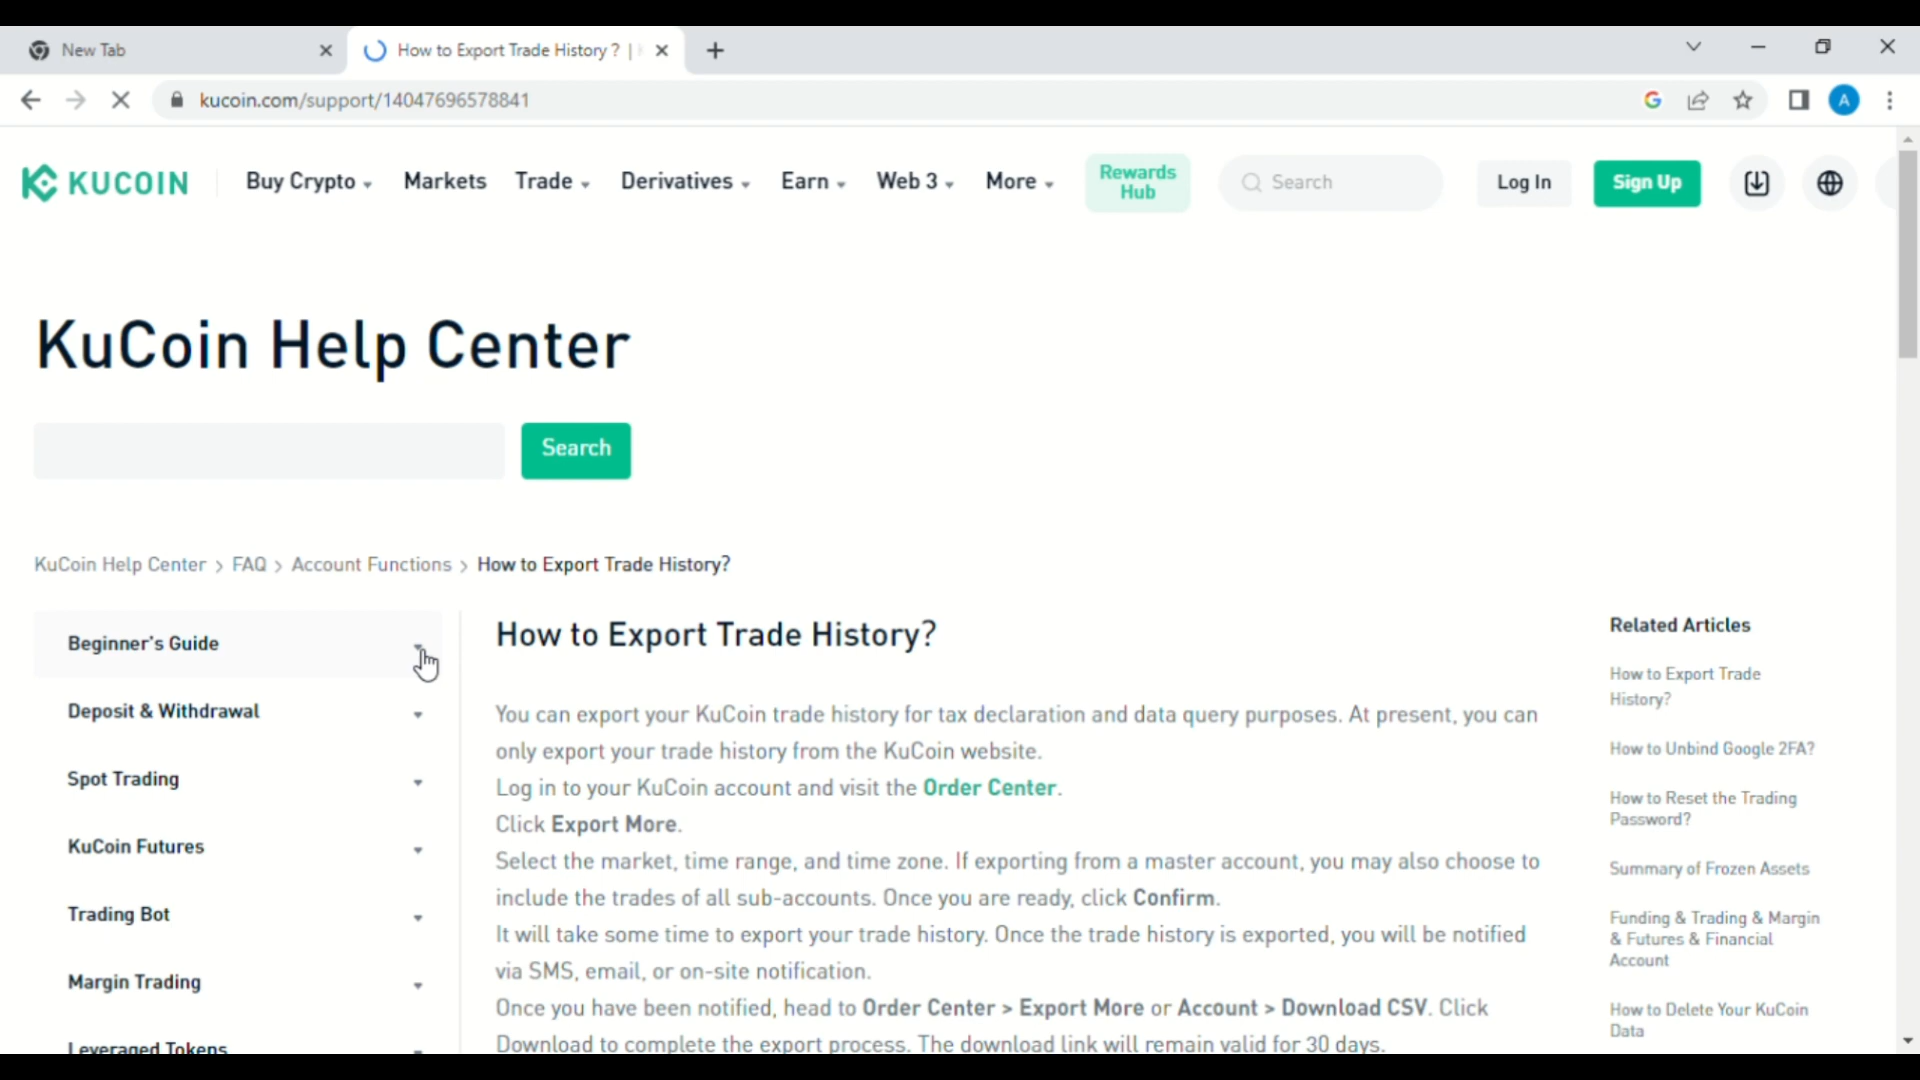 New Tab
How to Export Trade History? |
kucoin.com/support/14047696578841
A
KUCOIN
Buy Crypto
Markets
Trade
Derivatives
Earn
Web 3
More
Rewards
Hub
Search
Log In
Sign Up
KuCoin Help Center
Search
KuCoin Help Center > FAQ > Account Functions > How to Export Trade History?
Beginner's Guide
Deposit & Withdrawal
Spot Trading
KuCoin Futures
Trading Bot
Margin Trading
Leveraged Tokens
How to Export Trade History?
You can export your KuCoin trade history for tax declaration and data query purposes. At present, you can
only export your trade history from the KuCoin website.
Log in to your KuCoin account and visit the Order Center.
Click Export More.
Select the market, time range, and time zone. If exporting from a master account, you may also choose to
include the trades of all sub-accounts. Once you are ready, click Confirm.
It will take some time to export your trade history. Once the trade history is exported, you will be notified
via SMS, email, or on-site notification.
Once you have been notified, head to Order Center > Export More or Account > Download CSV. Click
Download to complete the export process. The download link will remain valid for 30 days.
Related Articles
How to Export Trade
History?
How to Unbind Google 2FA?
How to Reset the Trading
Password?
Summary of Frozen Assets
Funding & Trading & Margin
& Futures & Financial
Account
How to Delete Your KuCoin
Data